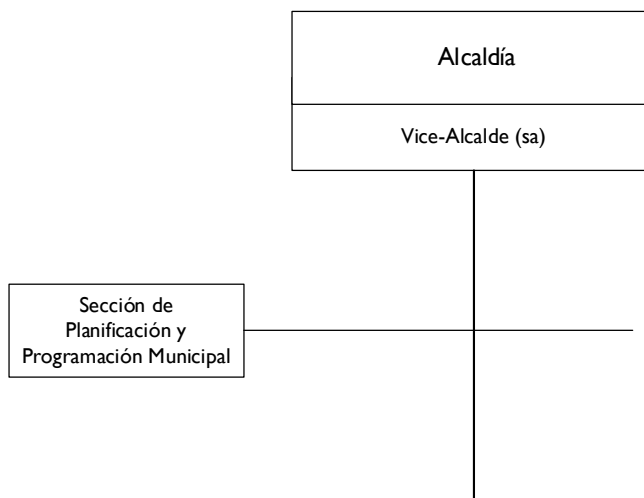 Alcaldía
Vice-Alcalde (sa)
Sección de
Planificación y
Programación Municipal